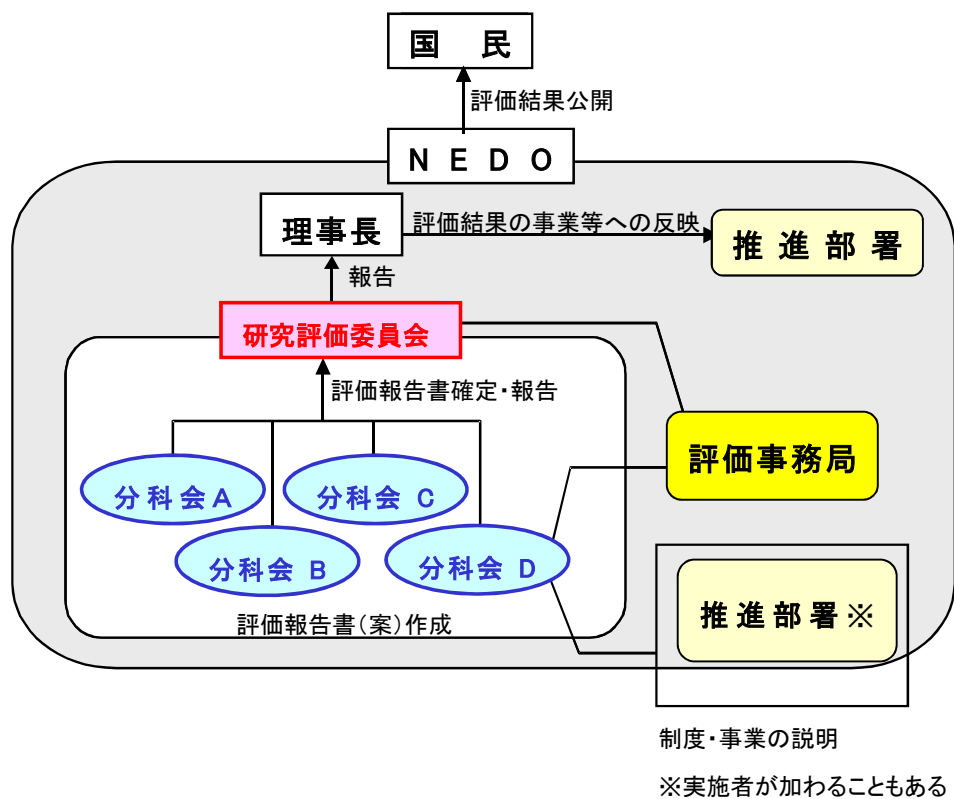 国　民
評価結果公開
N E D O
理事長
評価結果の事業等への反映
推 進 部 署
報告
研究評価委員会
評価報告書確定・報告
評価事務局
分科会 A
分科会 C
分科会 B
分科会 D
推進部署※
評価報告書（案）作成
制度・事業の説明
※実施者が加わることもある